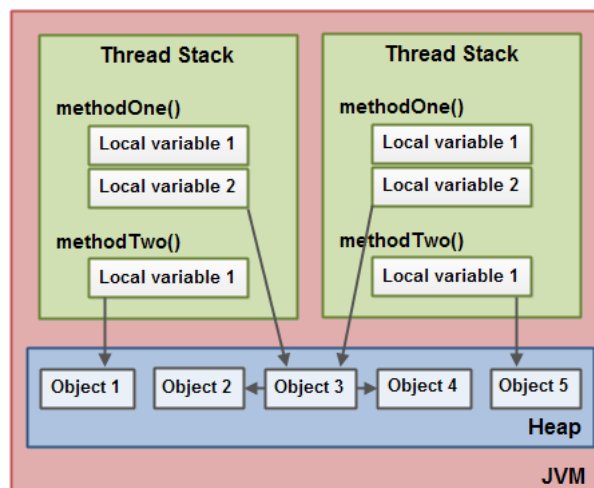 Thread Stack
methodOne()
Local variable 1
Local variable 2
methodTwo()
Local variable 1
Thread Stack
methodOne()
Local variable 1
Local variable 2
methodTwo()
Local variable 1
Object 1
Object 2
Object 3
Object 4
Object 5
Heap
JVM